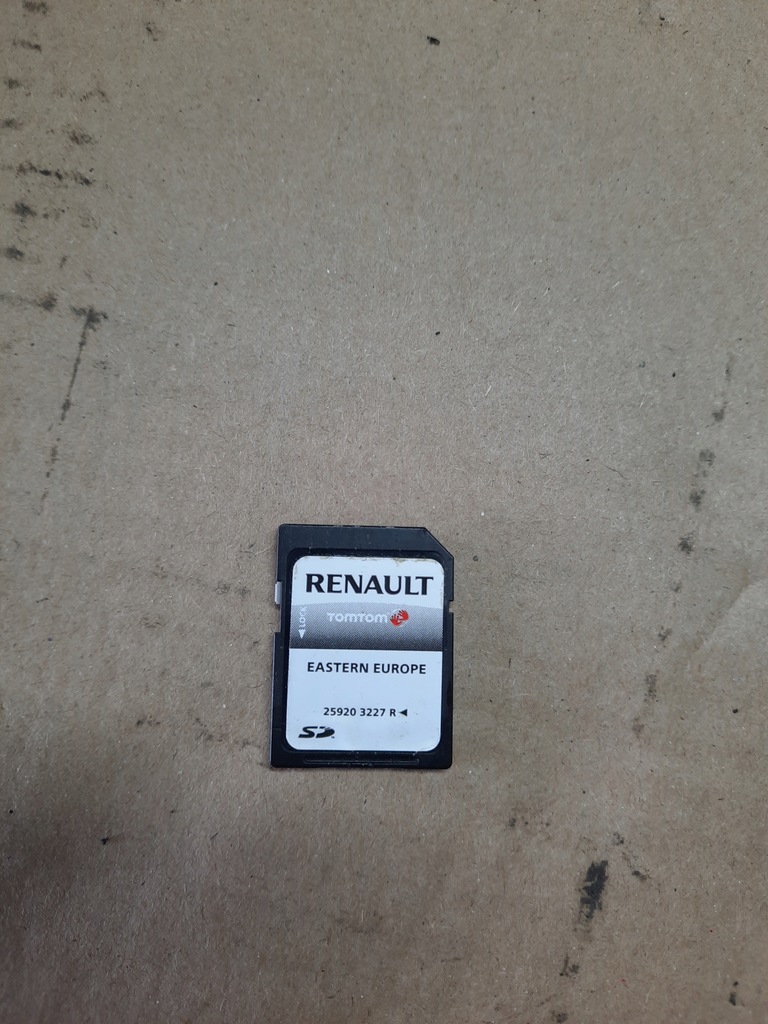 RENAULT
◀ LOCK
TOMTOM
EASTERN EUROPE
25920 3227 R◀
SD